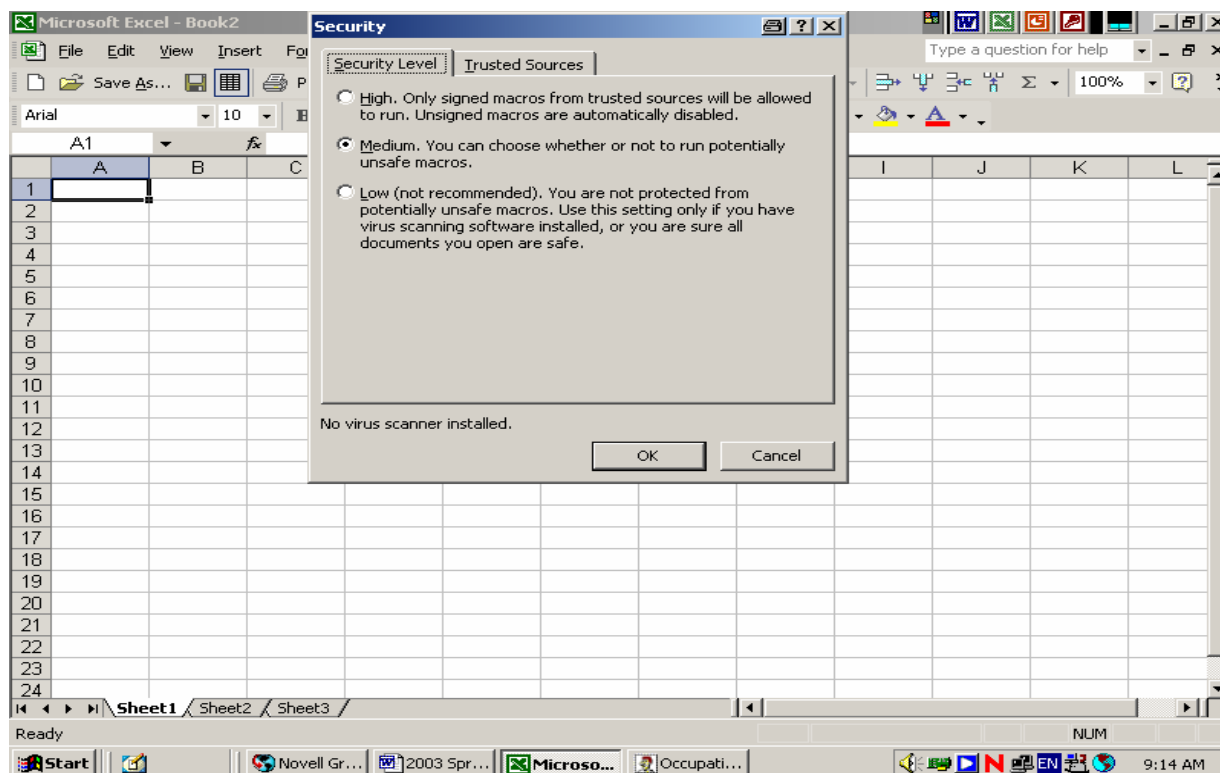 Microsoft Excel - Book2
File Edit View Insert Fo
Type a question for help
Save As...
P
Σ
100%
Arial
10
B
A
A1
fx
A B C I J K L
Security
Security Level
Trusted Sources
High. Only signed macros from trusted sources will be allowed
to run. Unsigned macros are automatically disabled.
Medium. You can choose whether or not to run potentially
unsafe macros.
Low (not recommended). You are not protected from
potentially unsafe macros. Use this setting only if you have
virus scanning software installed, or you are sure all
documents you open are safe.
No virus scanner installed.
OK
Cancel
1
2
3
4
5
6
7
8
9
10
11
12
13
14
15
16
17
18
19
20
21
22
23
24
Sheet1 Sheet2 Sheet3
Ready
NUM
Start
Novell Gr...
2003 Spr...
Microso...
Occupati...
N
EN
9:14 AM